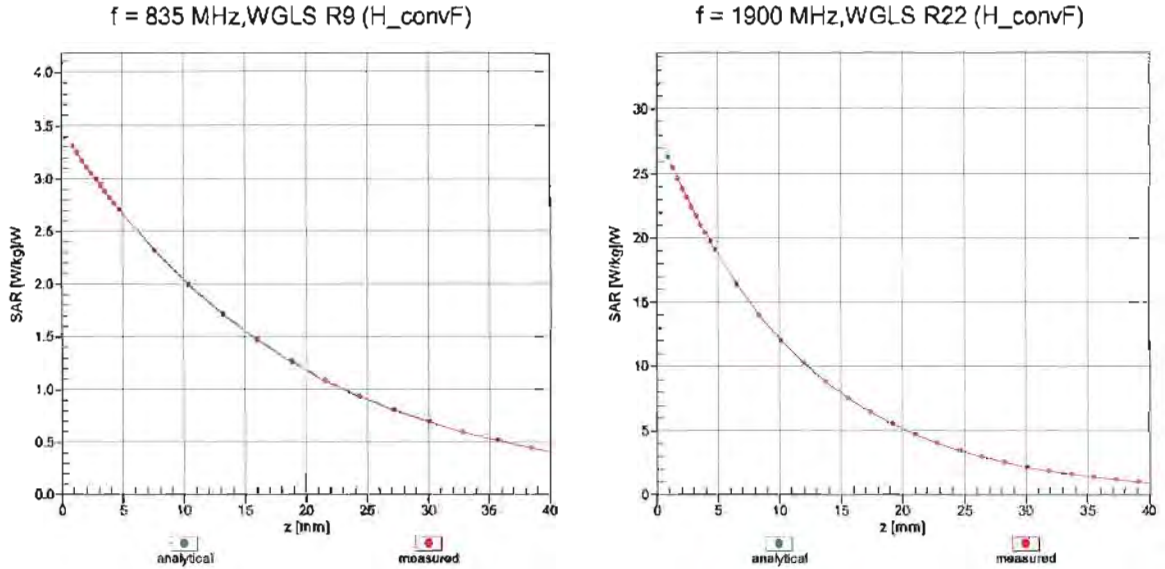 f = 835 MHz,WGLS R9 (H_convF)
4.0
3.5
3.0
2.5
2.0
1.5
1.0
0.5
0.0
SAR [W/kg]/W
0 5 10 15 20 25 30 35 40
z [mm]
analytical measured
f = 1900 MHz,WGLS R22 (H_convF)
30
25
20
15
10
5
0
SAR [W/kg]/W
0 5 10 15 20 25 30 35 40
z [mm]
analytical measured